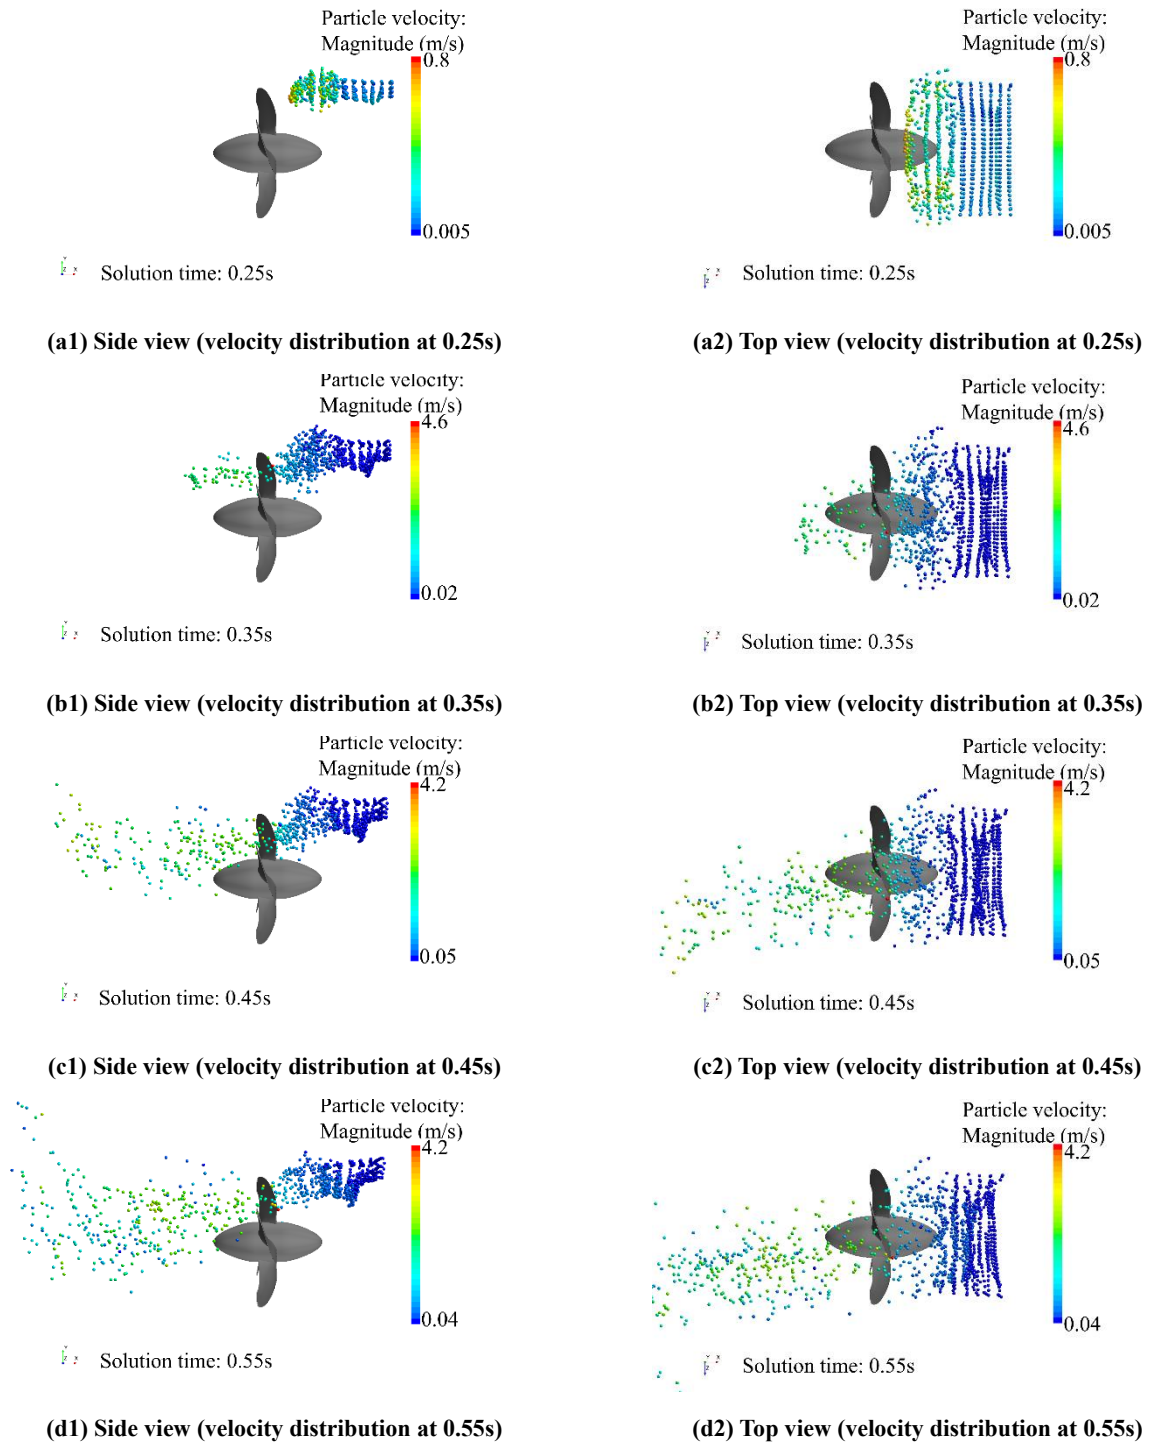 Particle velocity:
Magnitude (m/s)
0.8
0.005
Solution time: 0.25s
(a1) Side view (velocity distribution at 0.25s)
Particle velocity:
Magnitude (m/s)
0.8
0.005
Solution time: 0.25s
(a2) Top view (velocity distribution at 0.25s)
Particle velocity:
Magnitude (m/s)
4.6
0.02
Solution time: 0.35s
(b1) Side view (velocity distribution at 0.35s)
Particle velocity:
Magnitude (m/s)
4.6
0.02
Solution time: 0.35s
(b2) Top view (velocity distribution at 0.35s)
Particle velocity:
Magnitude (m/s)
4.2
0.05
Solution time: 0.45s
(c1) Side view (velocity distribution at 0.45s)
Particle velocity:
Magnitude (m/s)
4.2
0.05
Solution time: 0.45s
(c2) Top view (velocity distribution at 0.45s)
Particle velocity:
Magnitude (m/s)
4.2
0.04
Solution time: 0.55s
(d1) Side view (velocity distribution at 0.55s)
Particle velocity:
Magnitude (m/s)
4.2
0.04
Solution time: 0.55s
(d2) Top view (velocity distribution at 0.55s)